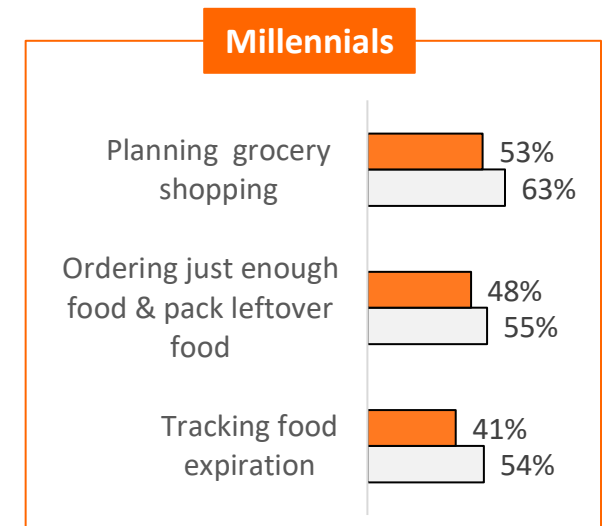 Millennials
Planning grocery
shopping
53%
63%
Ordering just enough
food & pack leftover
food
48%
55%
Tracking food
expiration
41%
54%